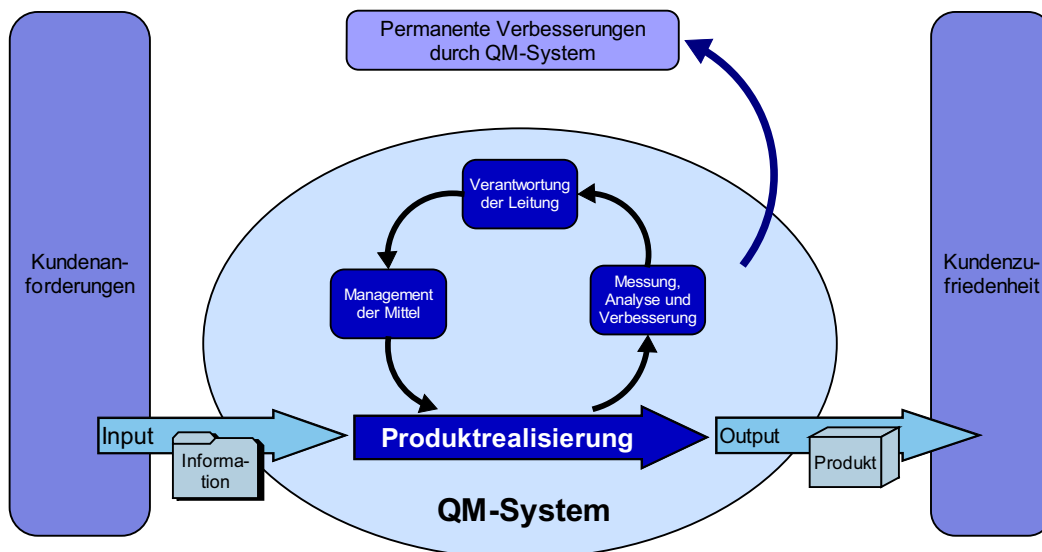 Permanente Verbesserungen
durch QM-System
Verantwortung
der Leitung
Kundenan-
forderungen
Management
der Mittel
Messung,
Analyse und
Verbesserung
Kundenzu-
friedenheit
Input
Informa-
tion
Produktrealisierung
Output
Produkt
QM-System